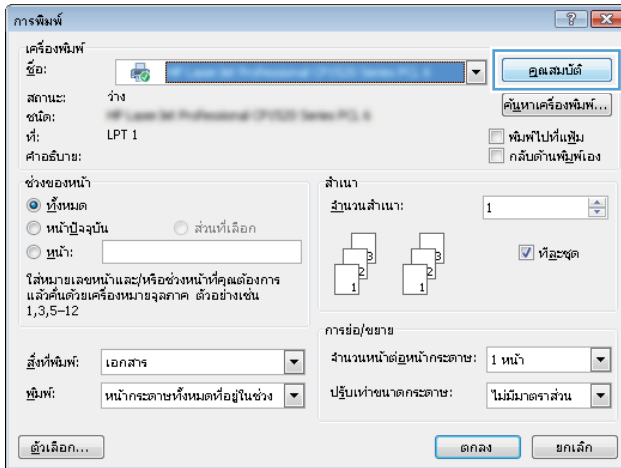 การพิมพ์
เครื่องพิมพ์
ชื่อ:
คุณสมบัติ
สถานะ: ว่าง
ค้นหาเครื่องพิมพ์...
ชนิด:
ที่: LPT 1
พิมพ์ไปที่แฟ้ม
คำอธิบาย:
กลับด้านพิมพ์เอง
ช่วงของหน้า
ทั้งหมด
หน้าปัจจุบัน ส่วนที่เลือก
หน้า:
ใส่หมายเลขหน้าและ/หรือช่วงหน้าที่คุณต้องการ
แล้วคั่นด้วยเครื่องหมายจุลภาค ตัวอย่างเช่น
1,3,5–12
สำเนา
จำนวนสำเนา: 1
3 3
2 2
1 1
ทีละชุด
สิ่งที่พิมพ์: เอกสาร
พิมพ์: หน้ากระดาษทั้งหมดที่อยู่ในช่วง
การย่อ/ขยาย
จำนวนหน้าต่อหน้ากระดาษ: 1 หน้า
ปรับเท่าขนาดกระดาษ: ไม่มีมาตราส่วน
ตัวเลือก...
ตกลง ยกเลิก